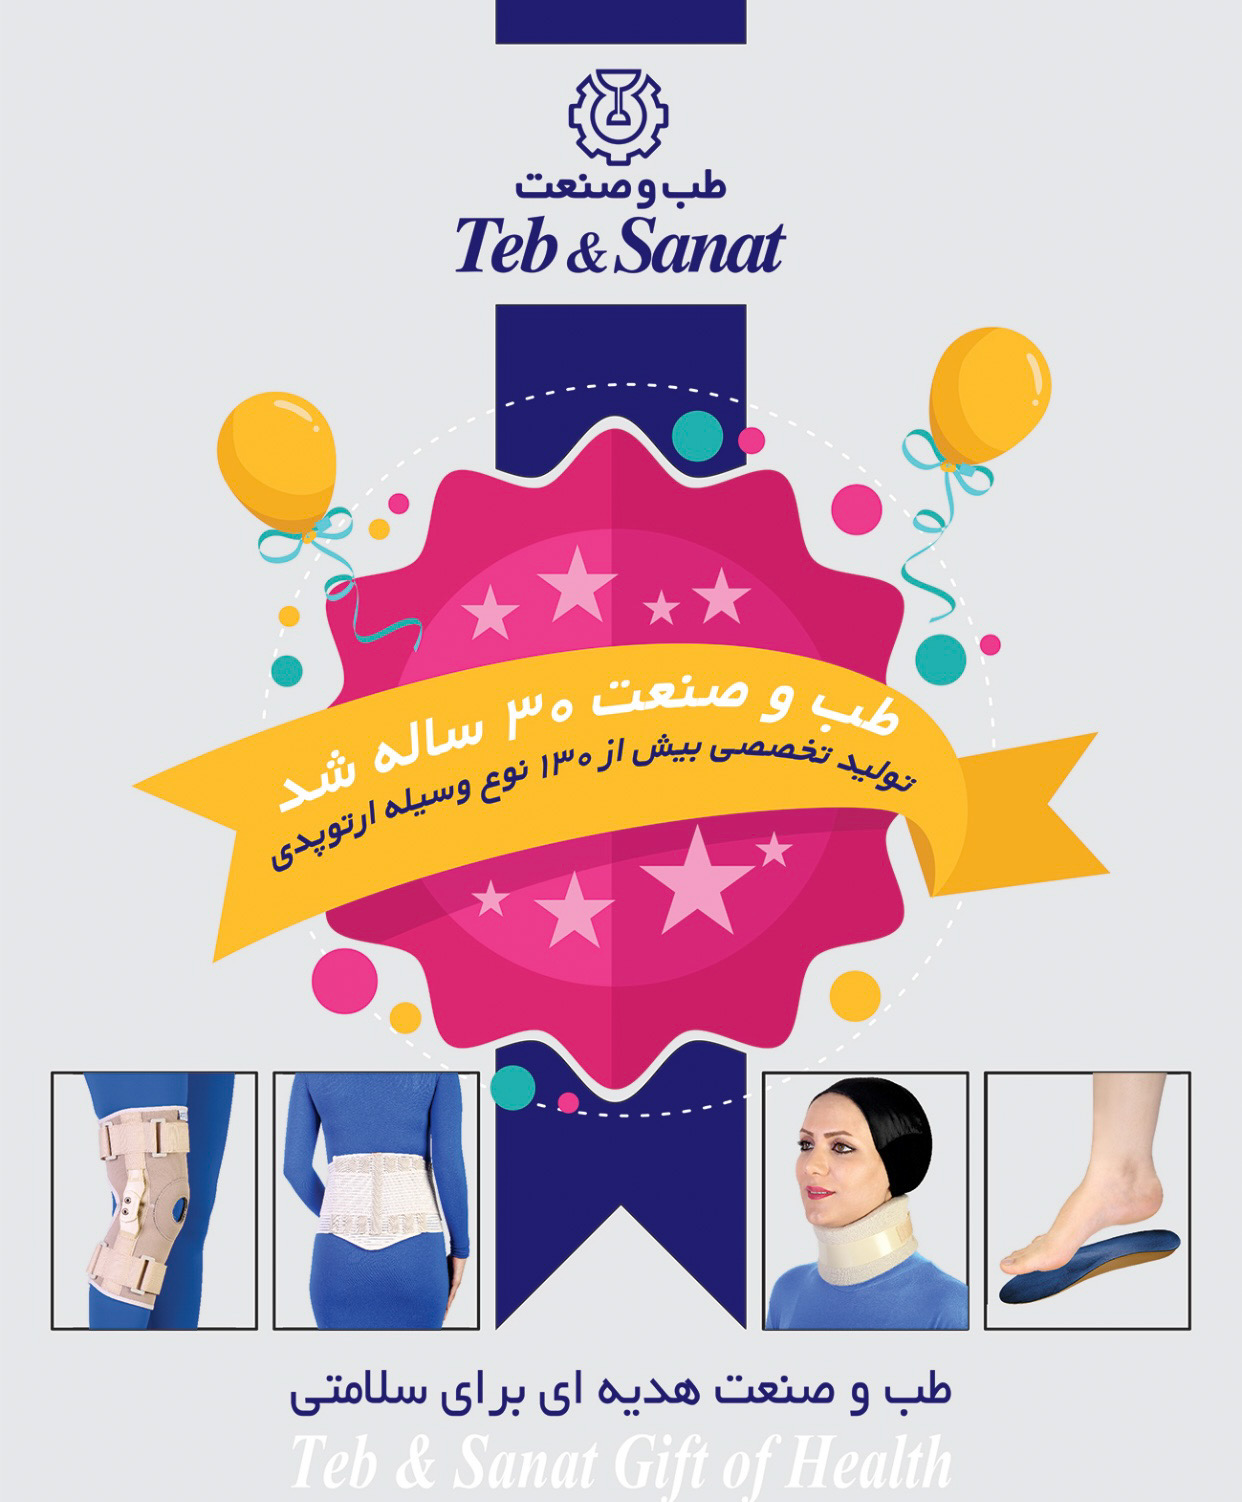 طب و صنعت
Teb & Sanat
طب و صنعت ۳۰ ساله شد
تولید تخصصی بیش از ۱۳۰ نوع وسیله ارتوپدی
طب و صنعت هدیه ای برای سلامتی
Teb & Sanat Gift of Health